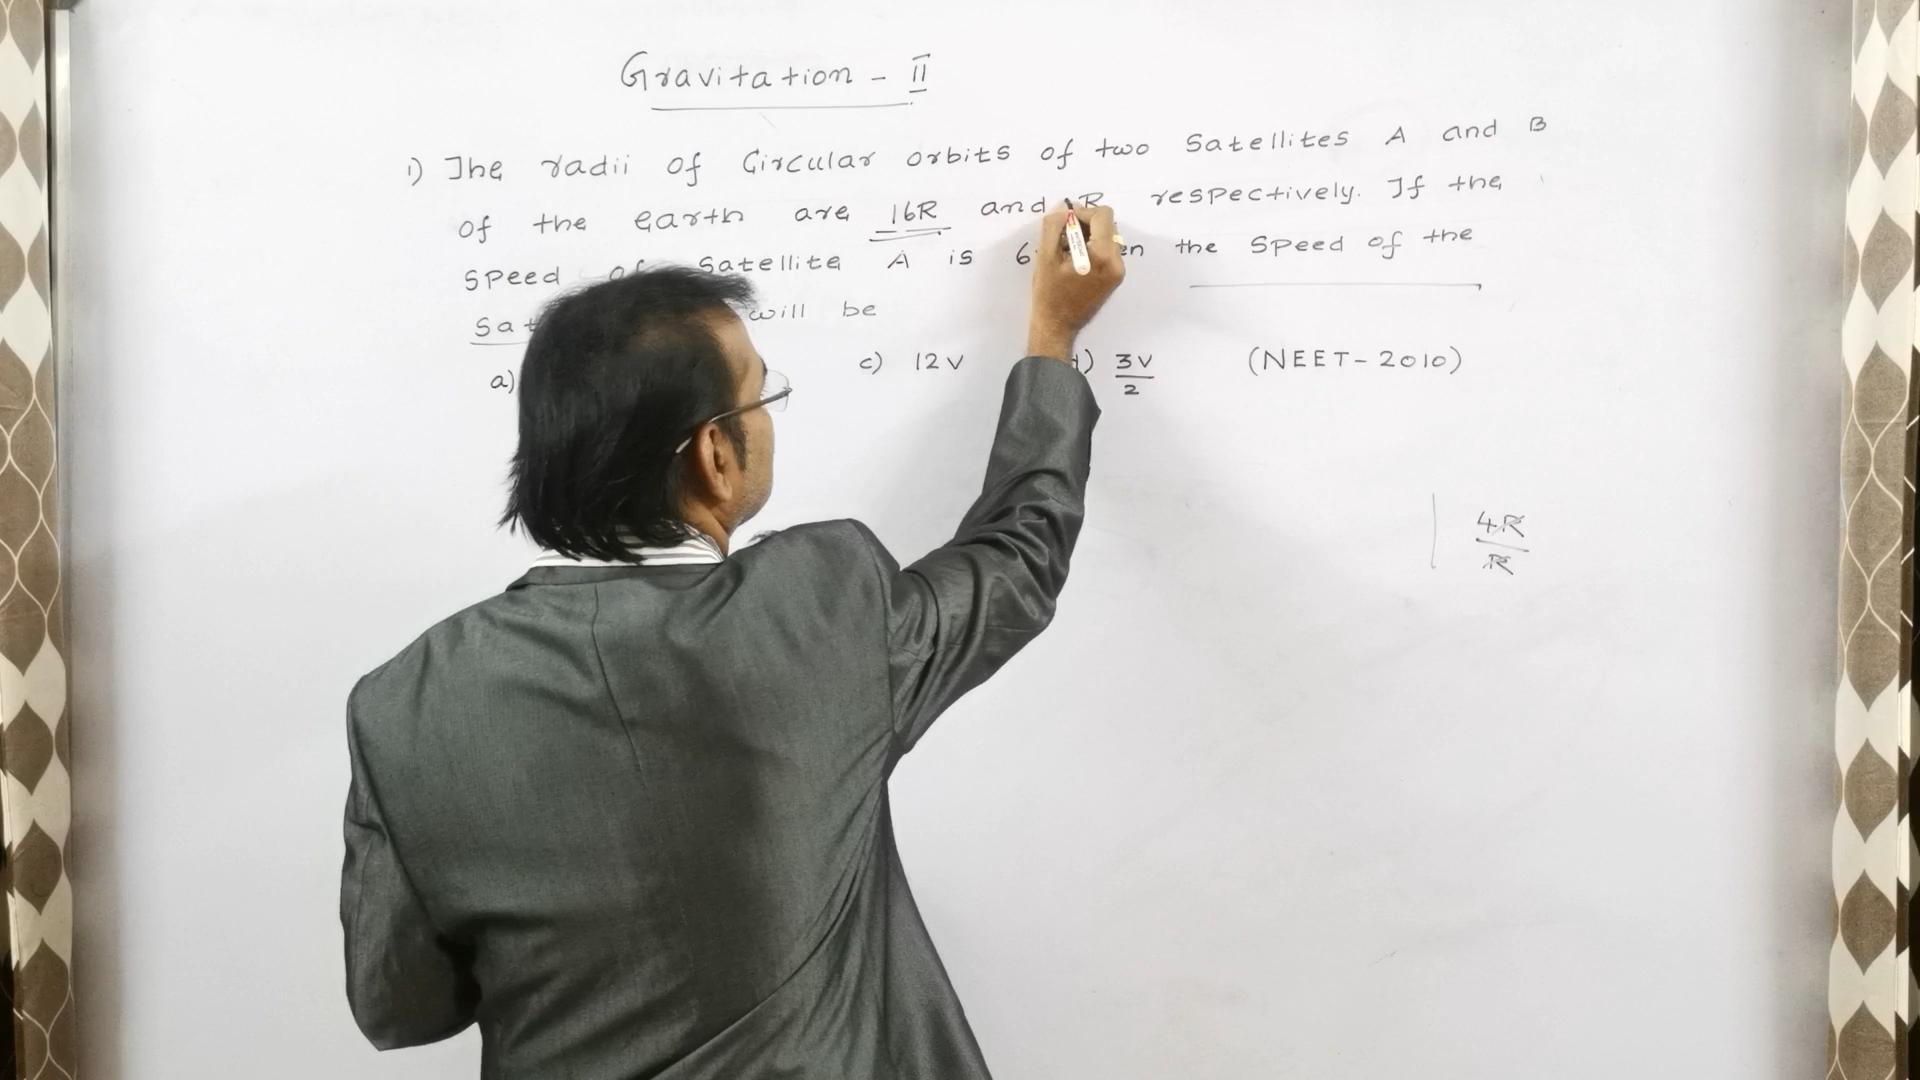 Gravitation - II
1) The radii of Circular orbits of two Satellites A and B
of the earth are 16R and R respectively. If the
Speed of Satellite A is 6 the Speed of the
will be
a) c) 12V d) 3V/2 (NEET-2010)
4R
R